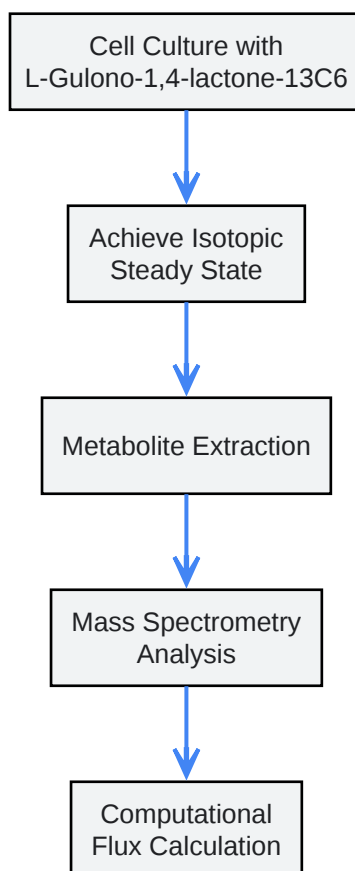 Cell Culture with
L-Gulono-1,4-lactone-13C6
Achieve Isotopic
Steady State
Metabolite Extraction
Mass Spectrometry
Analysis
Computational
Flux Calculation